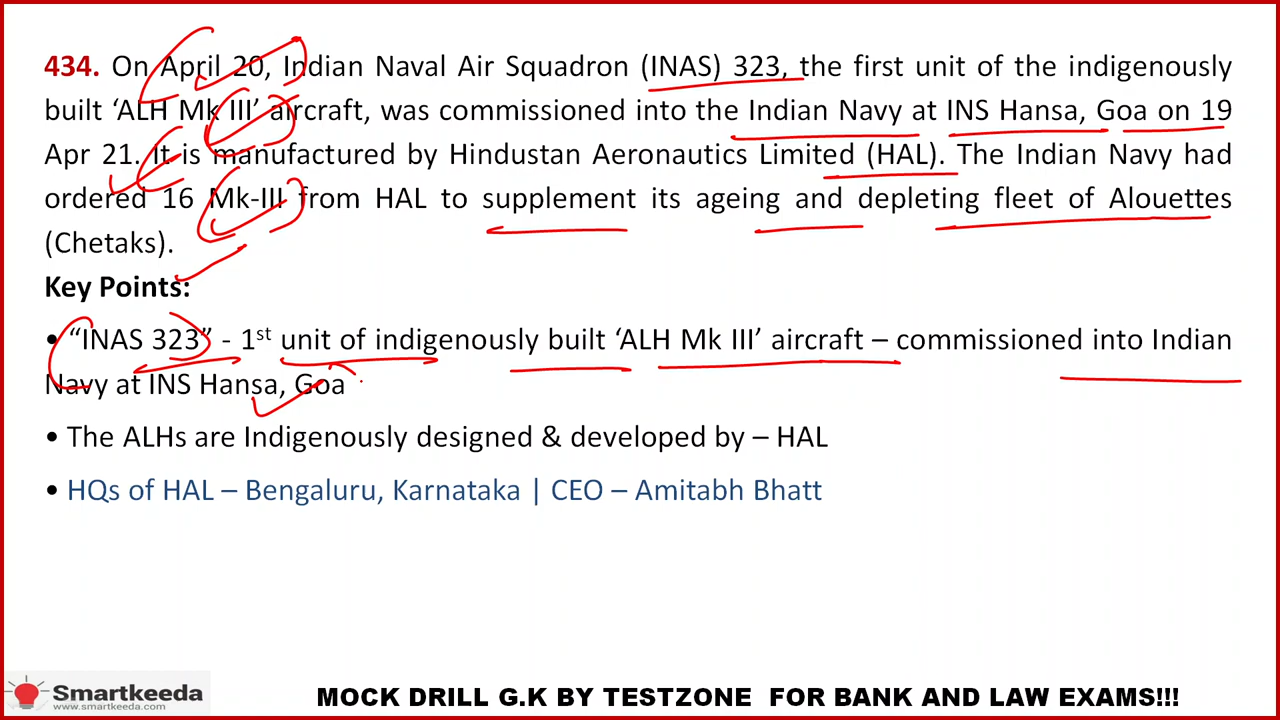 434. On April 20, Indian Naval Air Squadron (INAS) 323, the first unit of the indigenously
built ‘ALH Mk III’ aircraft, was commissioned into the Indian Navy at INS Hansa, Goa on 19
Apr 21. It is manufactured by Hindustan Aeronautics Limited (HAL). The Indian Navy had
ordered 16 Mk-III from HAL to supplement its ageing and depleting fleet of Alouettes
(Chetaks).
Key Points:
• “INAS 323” - 1st unit of indigenously built ‘ALH Mk III’ aircraft – commissioned into Indian
Navy at INS Hansa, Goa
• The ALHs are Indigenously designed & developed by – HAL
• HQs of HAL – Bengaluru, Karnataka | CEO – Amitabh Bhatt
Smartkeeda
www.smartkeeda.com
MOCK DRILL G.K BY TESTZONE FOR BANK AND LAW EXAMS!!!